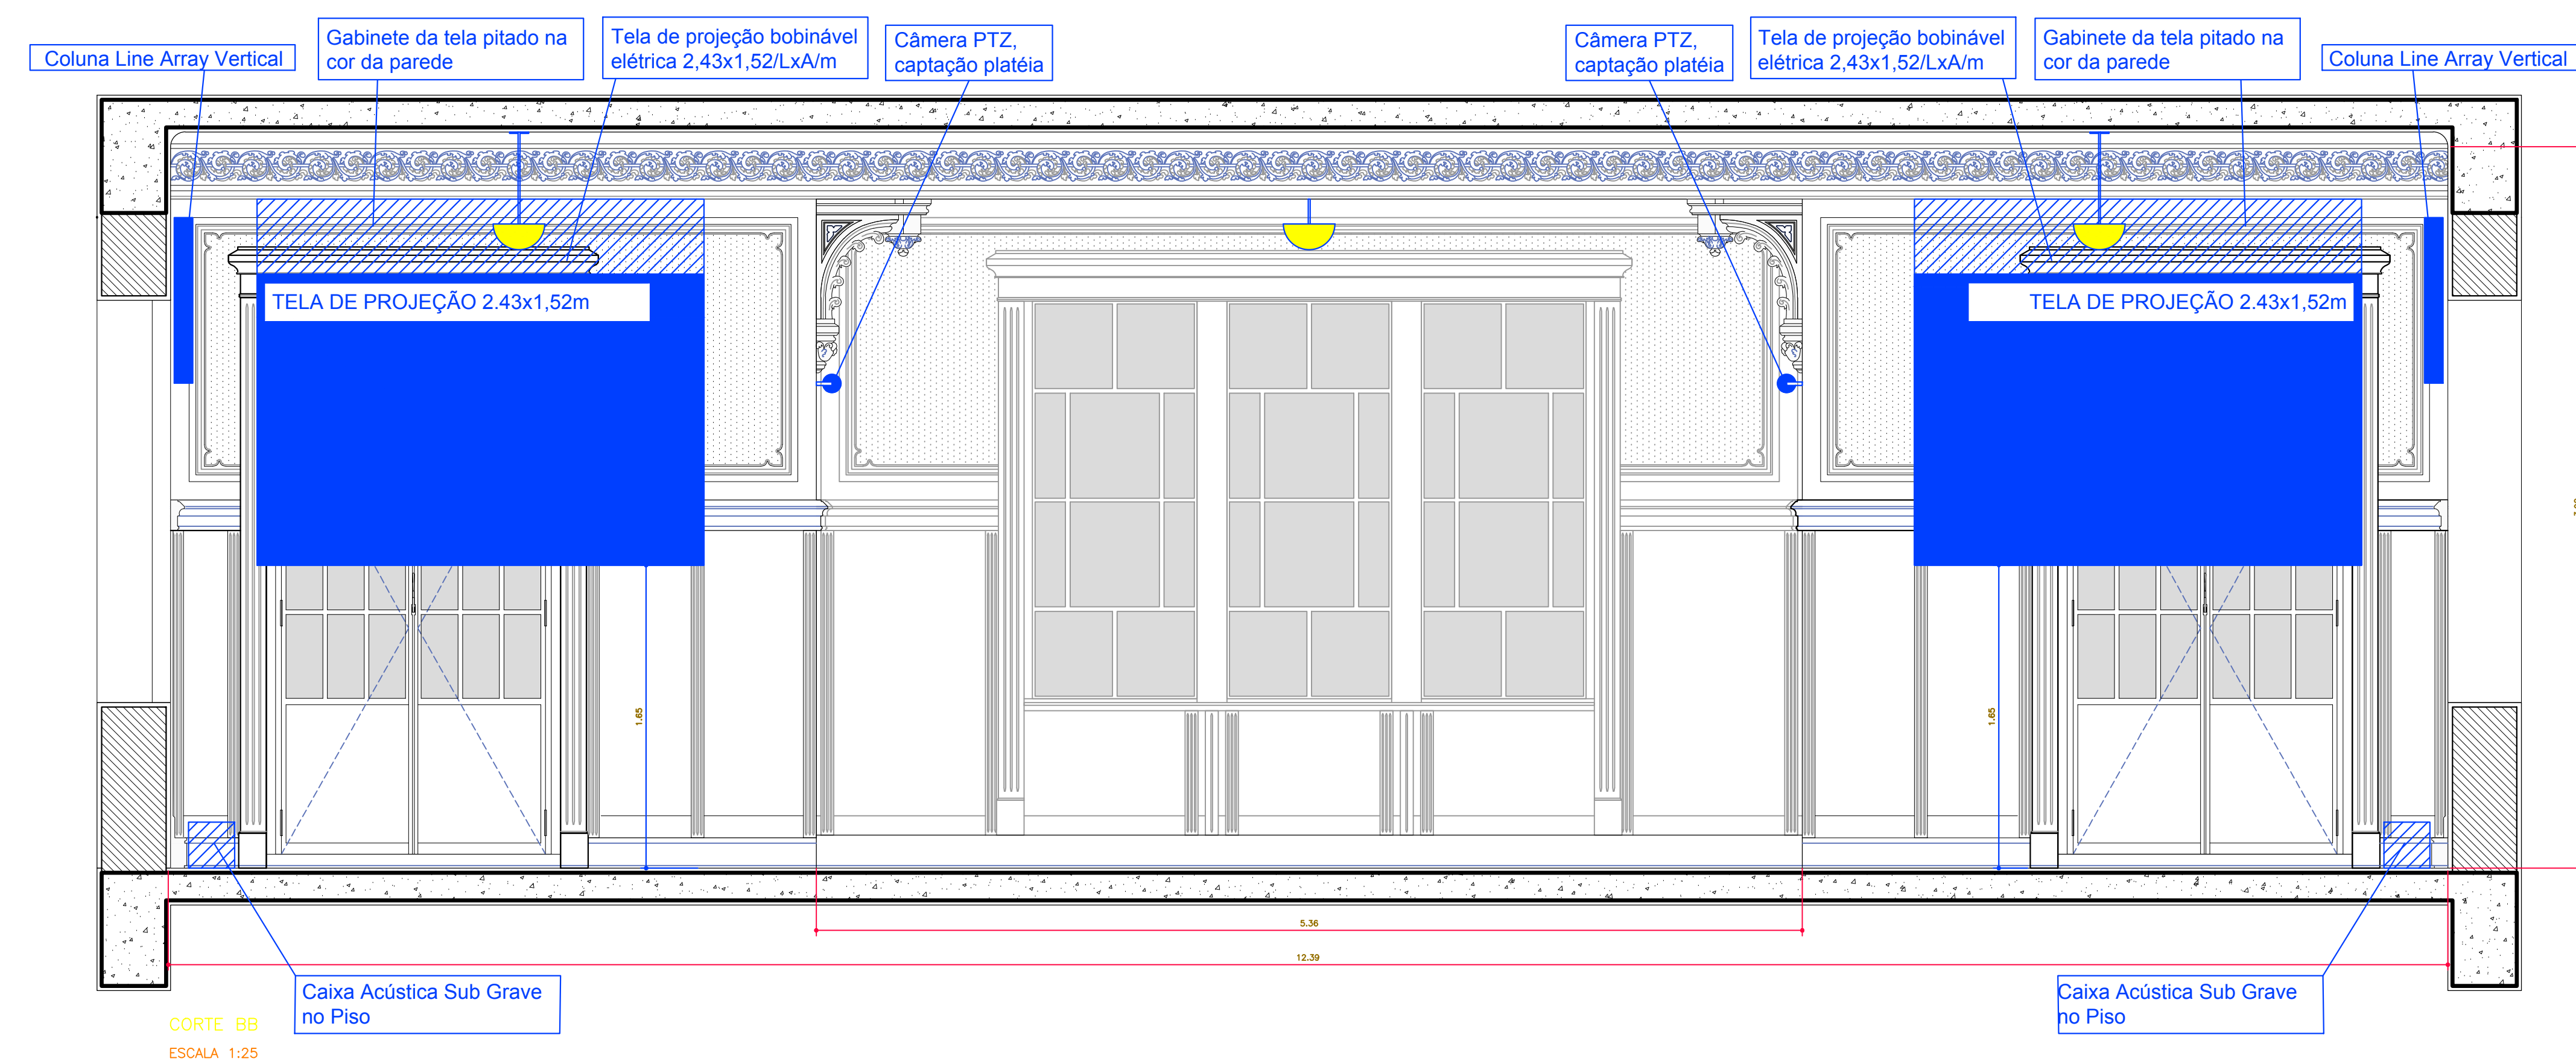 Coluna Line Array Vertical
Gabinete da tela pitado na
cor da parede
Tela de projeção bobinável
elétrica 2,43x1,52/LxA/m
Câmera PTZ,
captação platéia
Câmera PTZ,
captação platéia
Tela de projeção bobinável
elétrica 2,43x1,52/LxA/m
Gabinete da tela pitado na
cor da parede
Coluna Line Array Vertical
TELA DE PROJEÇÃO 2.43x1,52m
TELA DE PROJEÇÃO 2.43x1,52m
1.65
1.65
5.36
12.39
Caixa Acústica Sub Grave
no Piso
Caixa Acústica Sub Grave
no Piso
CORTE BB
ESCALA 1:25